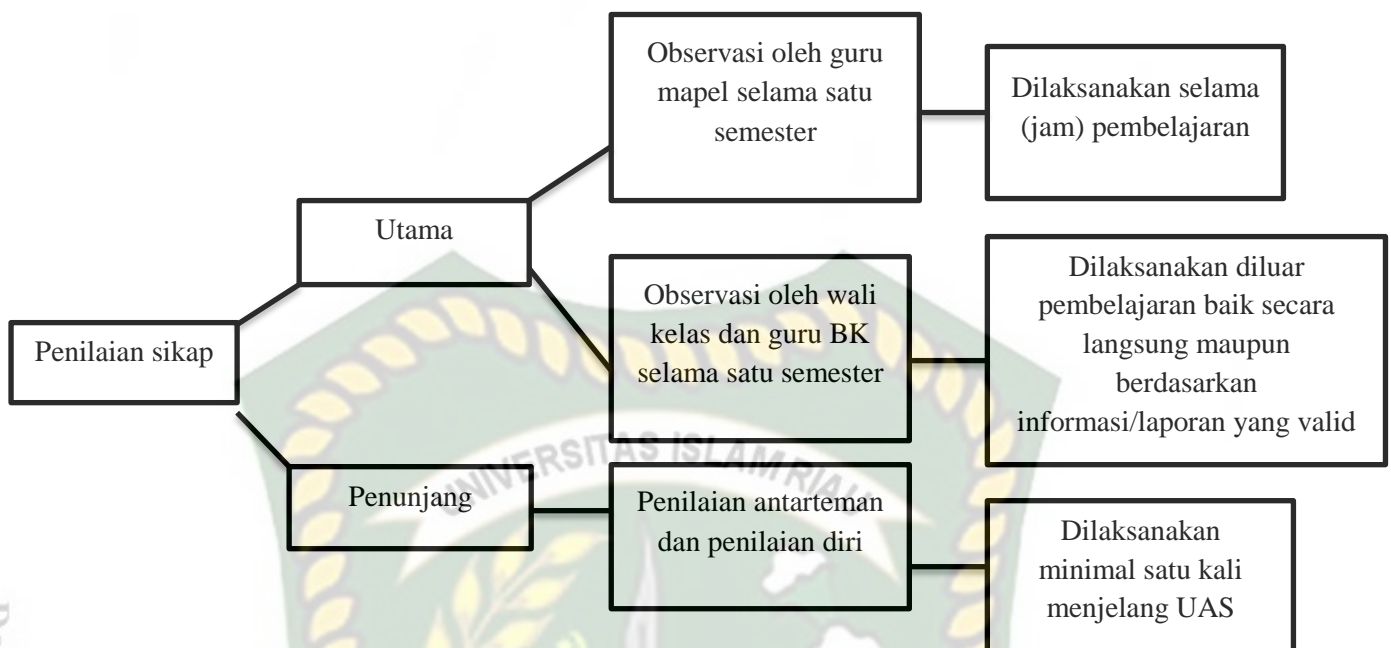 Observasi oleh guru
mapel selama satu
semester
Dilaksanakan selama
(jam) pembelajaran
Utama
Observasi oleh wali
kelas dan guru BK
selama satu semester
Dilaksanakan diluar
pembelajaran baik secara
langsung maupun
berdasarkan
informasi/laporan yang valid
Penilaian sikap
Penunjang
Penilaian antarteman
dan penilaian diri
Dilaksanakan
minimal satu kali
menjelang UAS
UNIVERSITAS ISLAM RIAU